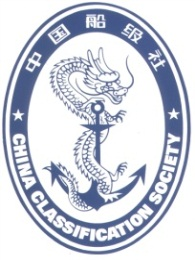 中国船级社
CHINA CLASSIFICATION SOCIETY